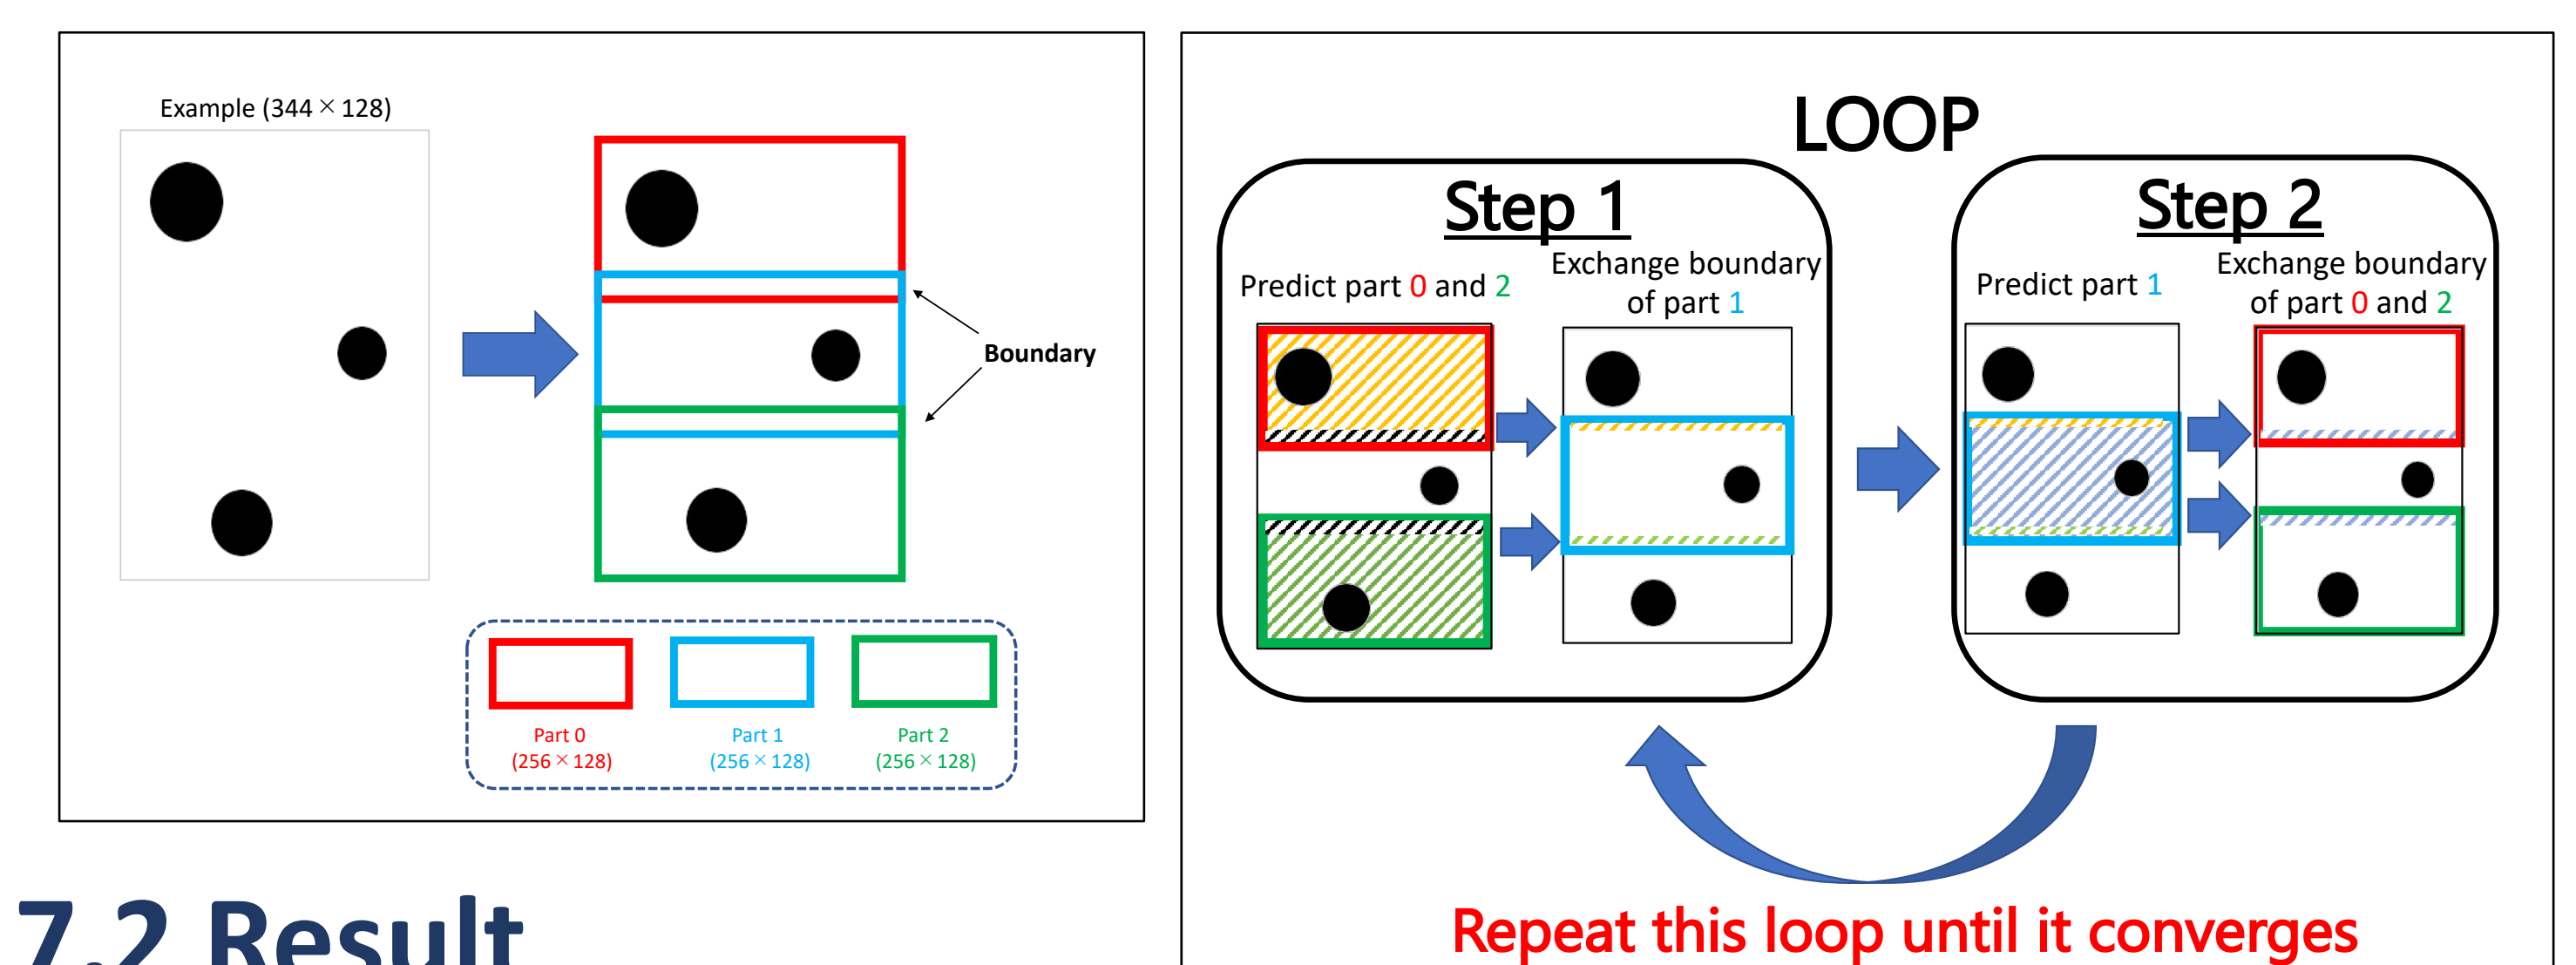 Example (344×128)
Boundary
Part 0
(256×128)
Part 1
(256×128)
Part 2
(256×128)
LOOP
Step 1
Predict part 0 and 2
Exchange boundary
of part 1
Step 2
Predict part 1
Exchange boundary
of part 0 and 2
Repeat this loop until it converges
7.2 Result